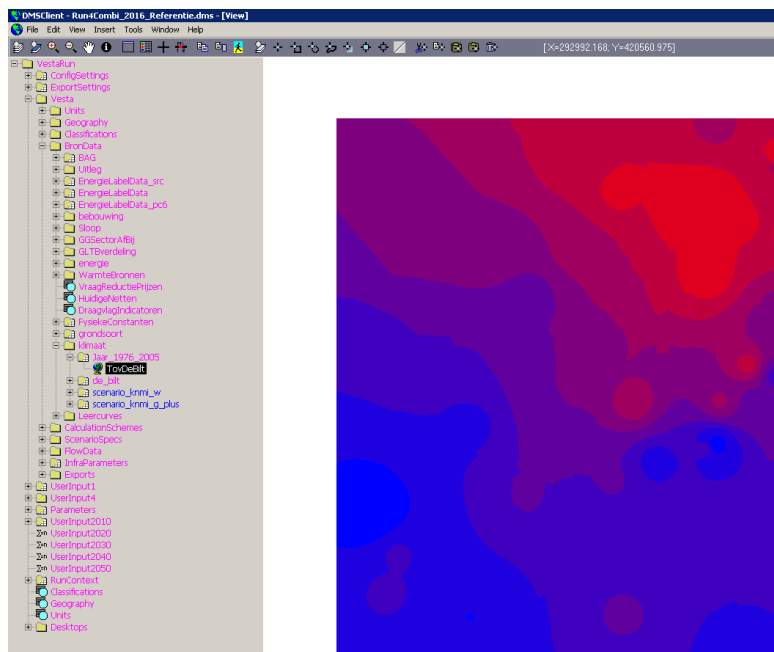 DMSClient - Run4Combi_2016_Referentie.dms - [View]
File Edit View Insert Tools Window Help
[X=292992.168; Y=420560.975]
VestaRun
ConfigSettings
ExportSettings
Vesta
Units
Geography
Classifications
BronData
BAG
Uitleg
EnergieLabelData_src
EnergieLabelData
EnergieLabelData_pc6
bebouwing
Sloop
GGSectorAfBij
GLTBverdeling
energie
WarmteBronnen
VraagReductiePrijzen
HuidigeNetten
DraagvlagIndicatoren
FysiekeConstanten
grondsoort
klimaat
Jaar_1976_2005
TovDeBilt
de_bilt
scenario_knmi_w
scenario_knmi_g_plus
Leercurves
CalculationSchemes
ScenarioSpecs
FlowData
InfraParameters
Exports
UserInput1
UserInput4
Parameters
UserInput2010
UserInput2020
UserInput2030
UserInput2040
UserInput2050
RunContext
Classifications
Geography
Units
Desktops